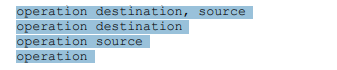 operation destination, source
operation destination
operation source
operation